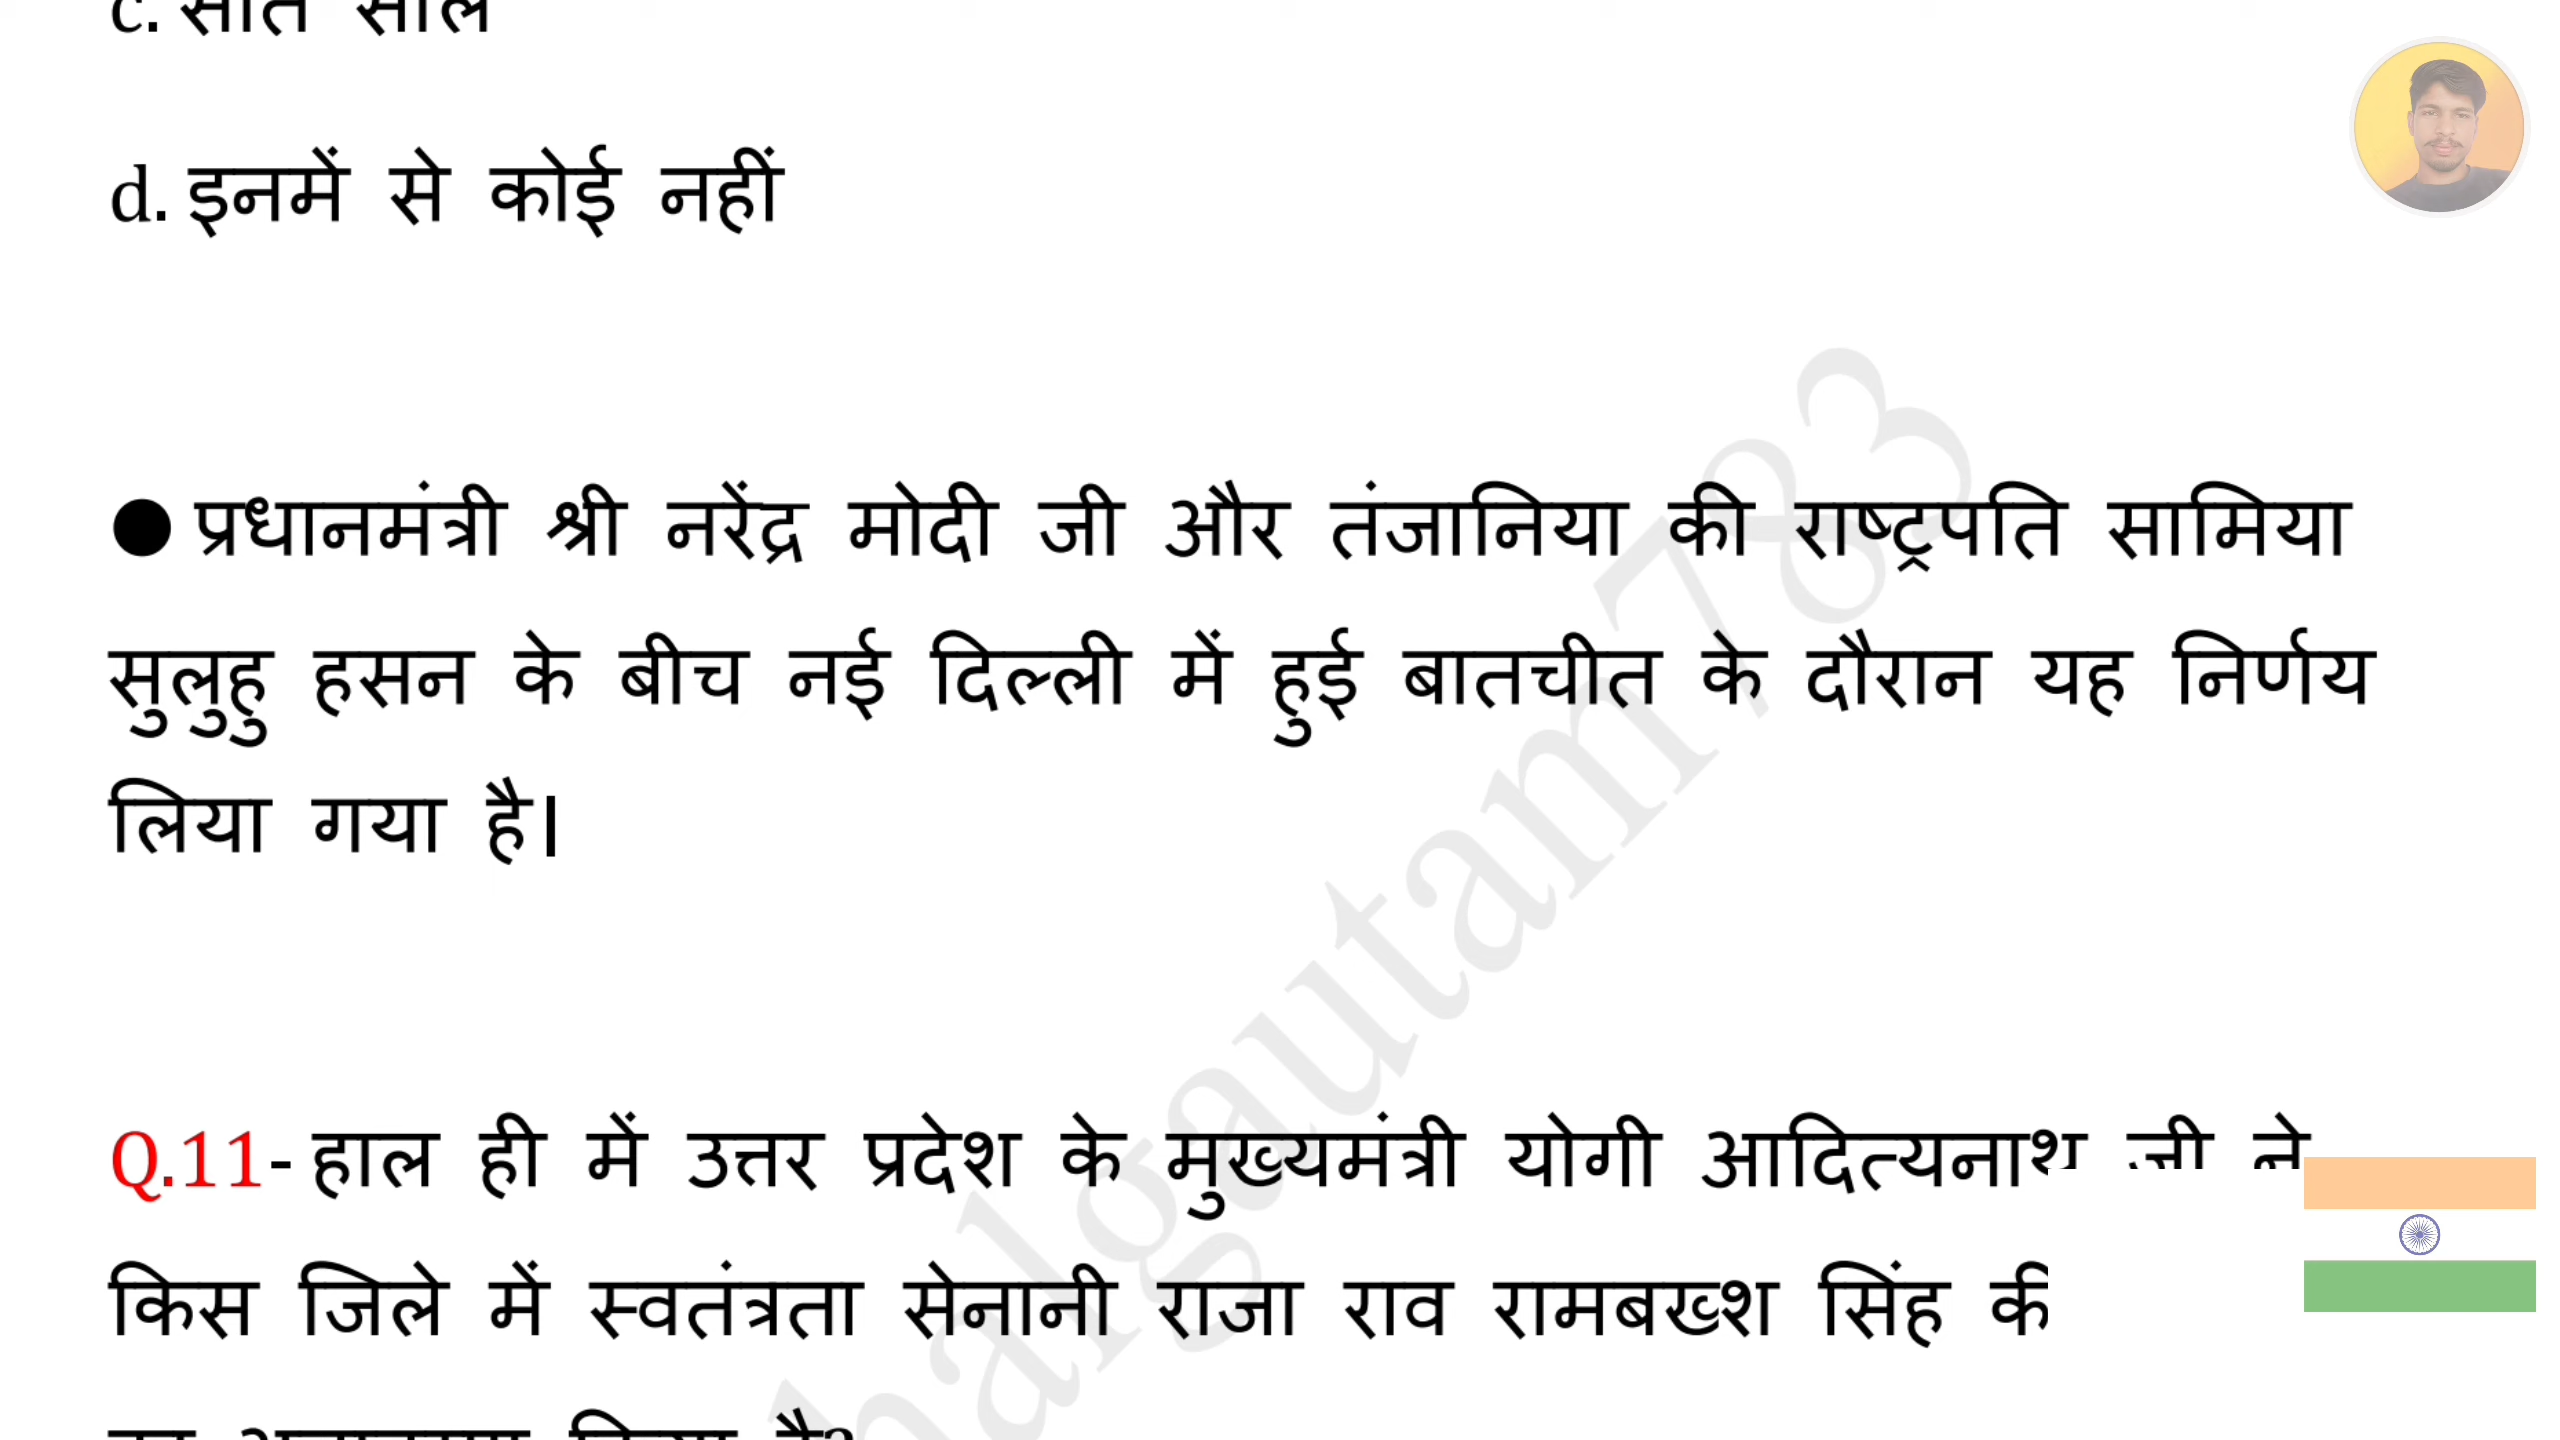 c. सात साल
d. इनमें से कोई नहीं
● प्रधानमंत्री श्री नरेंद्र मोदी जी और तंजानिया की राष्ट्रपति सामिया
सुलुहु हसन के बीच नई दिल्ली में हुई बातचीत के दौरान यह निर्णय
लिया गया है।
Q.11- हाल ही में उत्तर प्रदेश के मुख्यमंत्री योगी आदित्यनाथ जी ने
किस जिले में स्वतंत्रता सेनानी राजा राव रामबख्श सिंह की
halgautam783